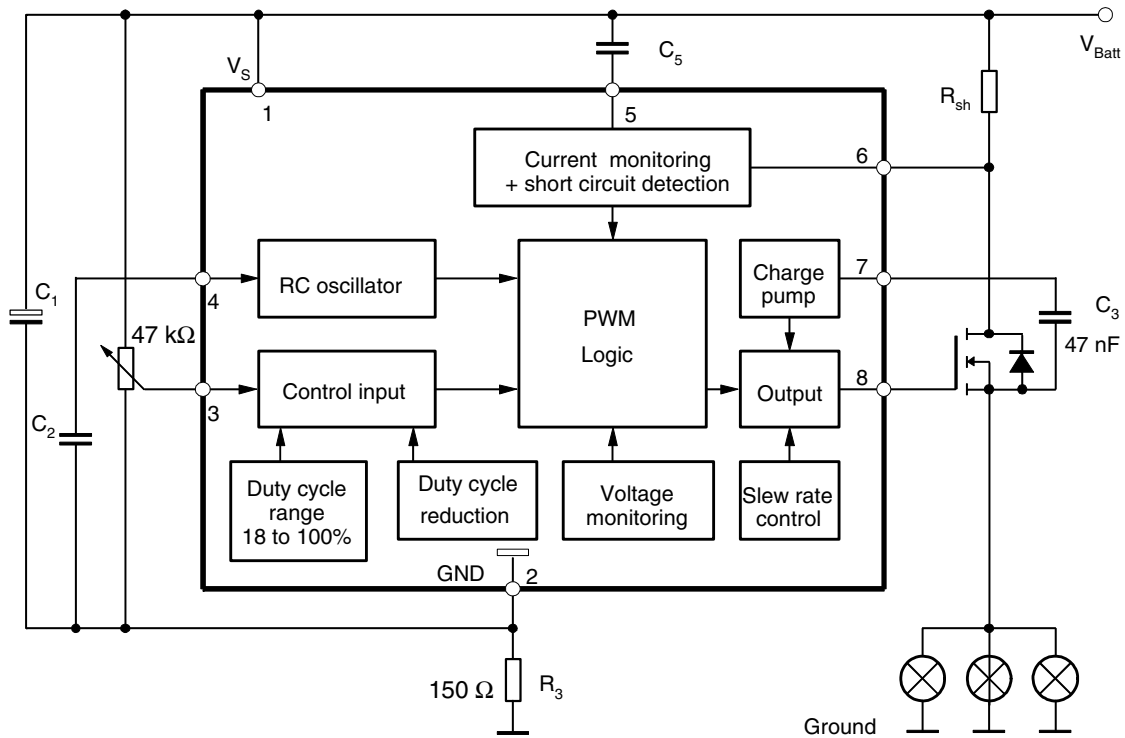 V_Batt
C_5
V_S
1
5
R_sh
Current monitoring
+ short circuit detection
6
C_1
4
RC oscillator
PWM
Logic
Charge
pump
7
C_3
47 nF
47 kΩ
3
Control input
Output
8
C_2
Duty cycle
range
18 to 100%
Duty cycle
reduction
Voltage
monitoring
Slew rate
control
GND
2
150 Ω
R_3
Ground